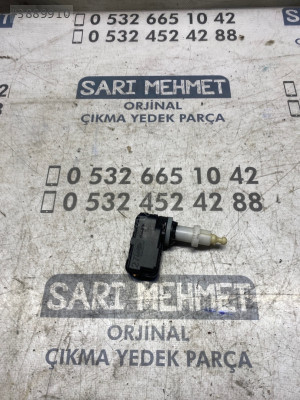 5889910
0 532 665 10 42
0 532 452 42 88
SARI MEHMET
ORJİNAL
ÇIKMA YEDEK PARÇA
0 532 665 10 42
0 532 452 42 88
SARI MEHMET
ORJİNAL
ÇIKMA YEDEK PARÇA